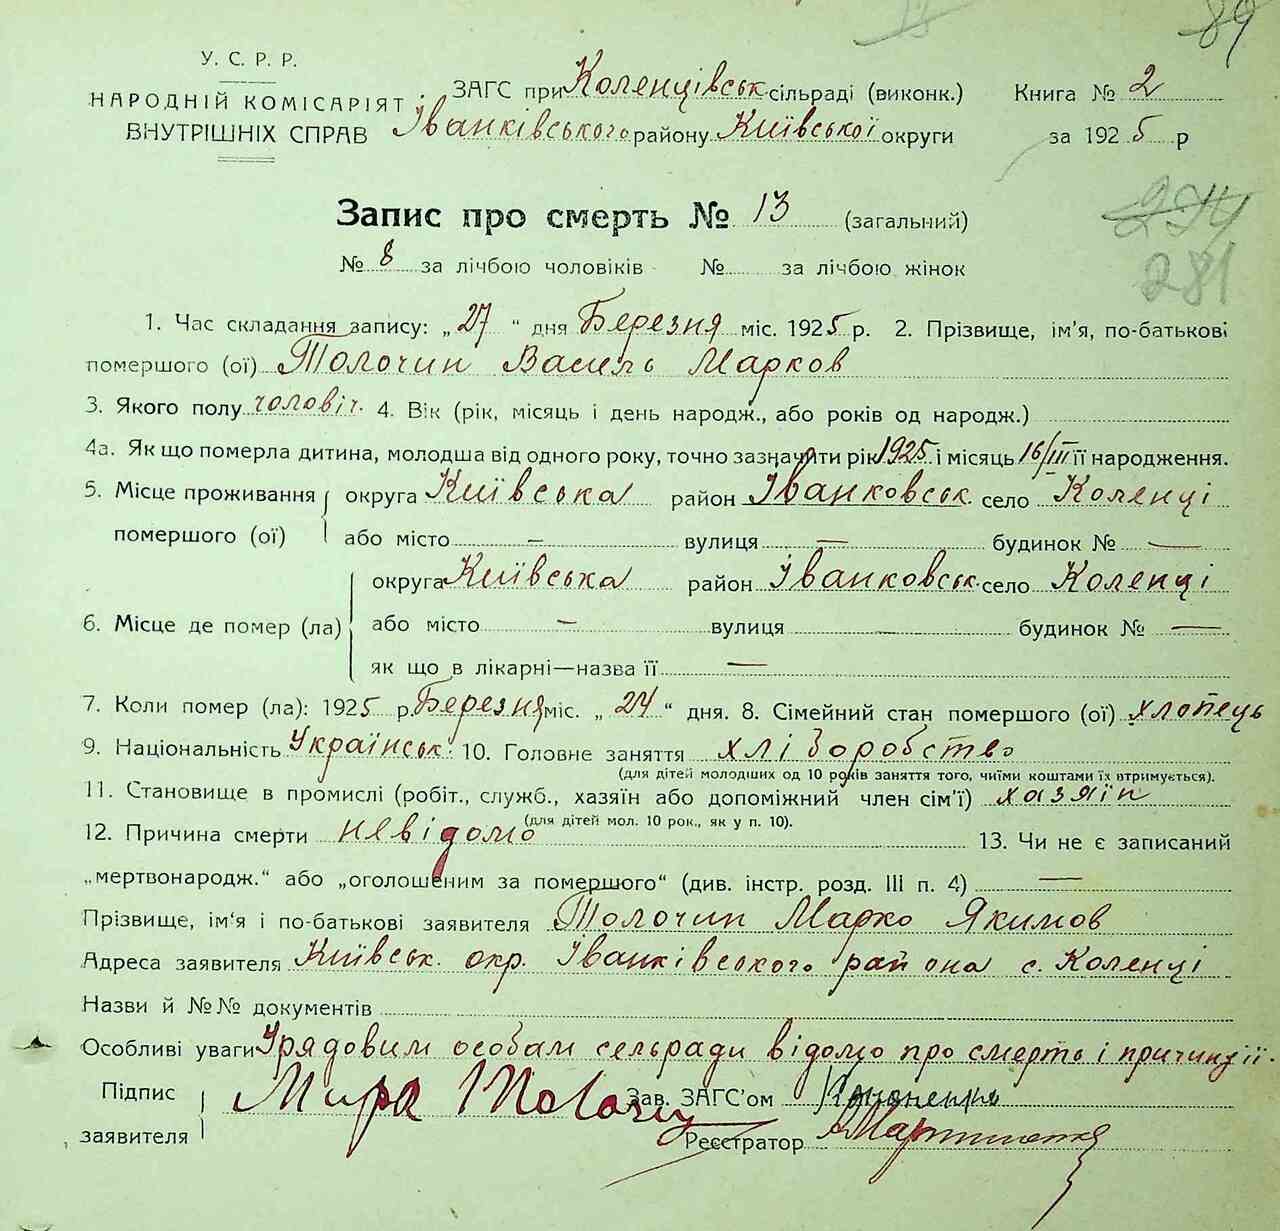 89
У. С. Р. Р.
НАРОДНІЙ КОМІСАРІЯТ
ВНУТРІШНІХ СПРАВ
ЗАГС при Коленцівськ сільраді (виконк.) Книга № 2
Іванківського району Київської округи за 1925 р
Запис про смерть № 13 (загальний)
294
281
№ 8 за лічбою чоловіків № за лічбою жінок
1. Час складання запису: „27“ дня Березня міс. 1925 р. 2. Прізвище, ім’я, по-батькові
помершого (ої) Толочин Василь Марков
3. Якого полу чоловіч. 4. Вік (рік, місяць і день народж., або років од народж.)
4а. Як що померла дитина, молодша від одного року, точно зазначити рік 1925 і місяць 16/III її народження.
5. Місце проживання округа Київська район Іванковськ. село Коленці
помершого (ої) або місто — вулиця — будинок № —
округа Київська район Іванковськ. село Коленці
6. Місце де помер (ла) або місто — вулиця — будинок № —
як що в лікарні—назва її —
7. Коли помер (ла): 1925 р. Березня міс. „24“ дня. 8. Сімейний стан помершого (ої) хлопець
9. Національність Українськ. 10. Головне заняття хліборобство
(для дітей молодших од 10 років заняття того, чиїми коштами їх втримується).
11. Становище в промислі (робіт., служб., хазяїн або допоміжний член сім’ї) хазяїн
(для дітей мол. 10 рок., як у п. 10).
12. Причина смерти невідомо 13. Чи не є записаний
„мертвонародж.“ або „оголошеним за помершого“ (див. інстр. розд. III п. 4) —
Прізвище, ім‘я і по-батькові заявителя Толочин Марко Якимов
Адреса заявителя Київськ. окр. Іванківського района с. Коленці
Назви й №№ документів
Особливі уваги Урядовим особам сельради відомо про смерть і причину її.
Підпис
заявителя
Зав. ЗАГС’ом Кононенко
Реєстратор